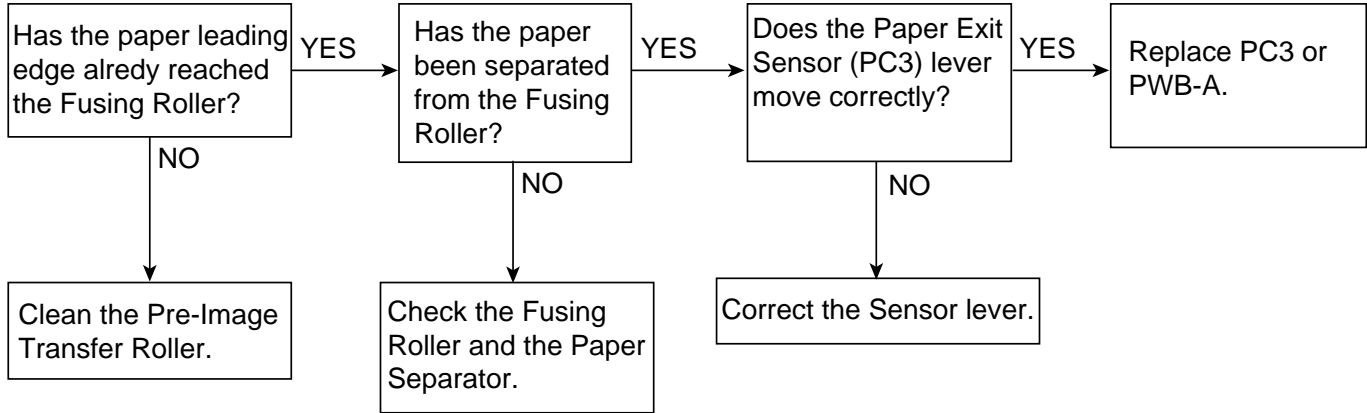 Has the paper leading
edge alredy reached
the Fusing Roller?
YES
Has the paper
been separated
from the Fusing
Roller?
YES
Does the Paper Exit
Sensor (PC3) lever
move correctly?
YES
Replace PC3 or
PWB-A.
NO
NO
NO
Clean the Pre-Image
Transfer Roller.
Check the Fusing
Roller and the Paper
Separator.
Correct the Sensor lever.